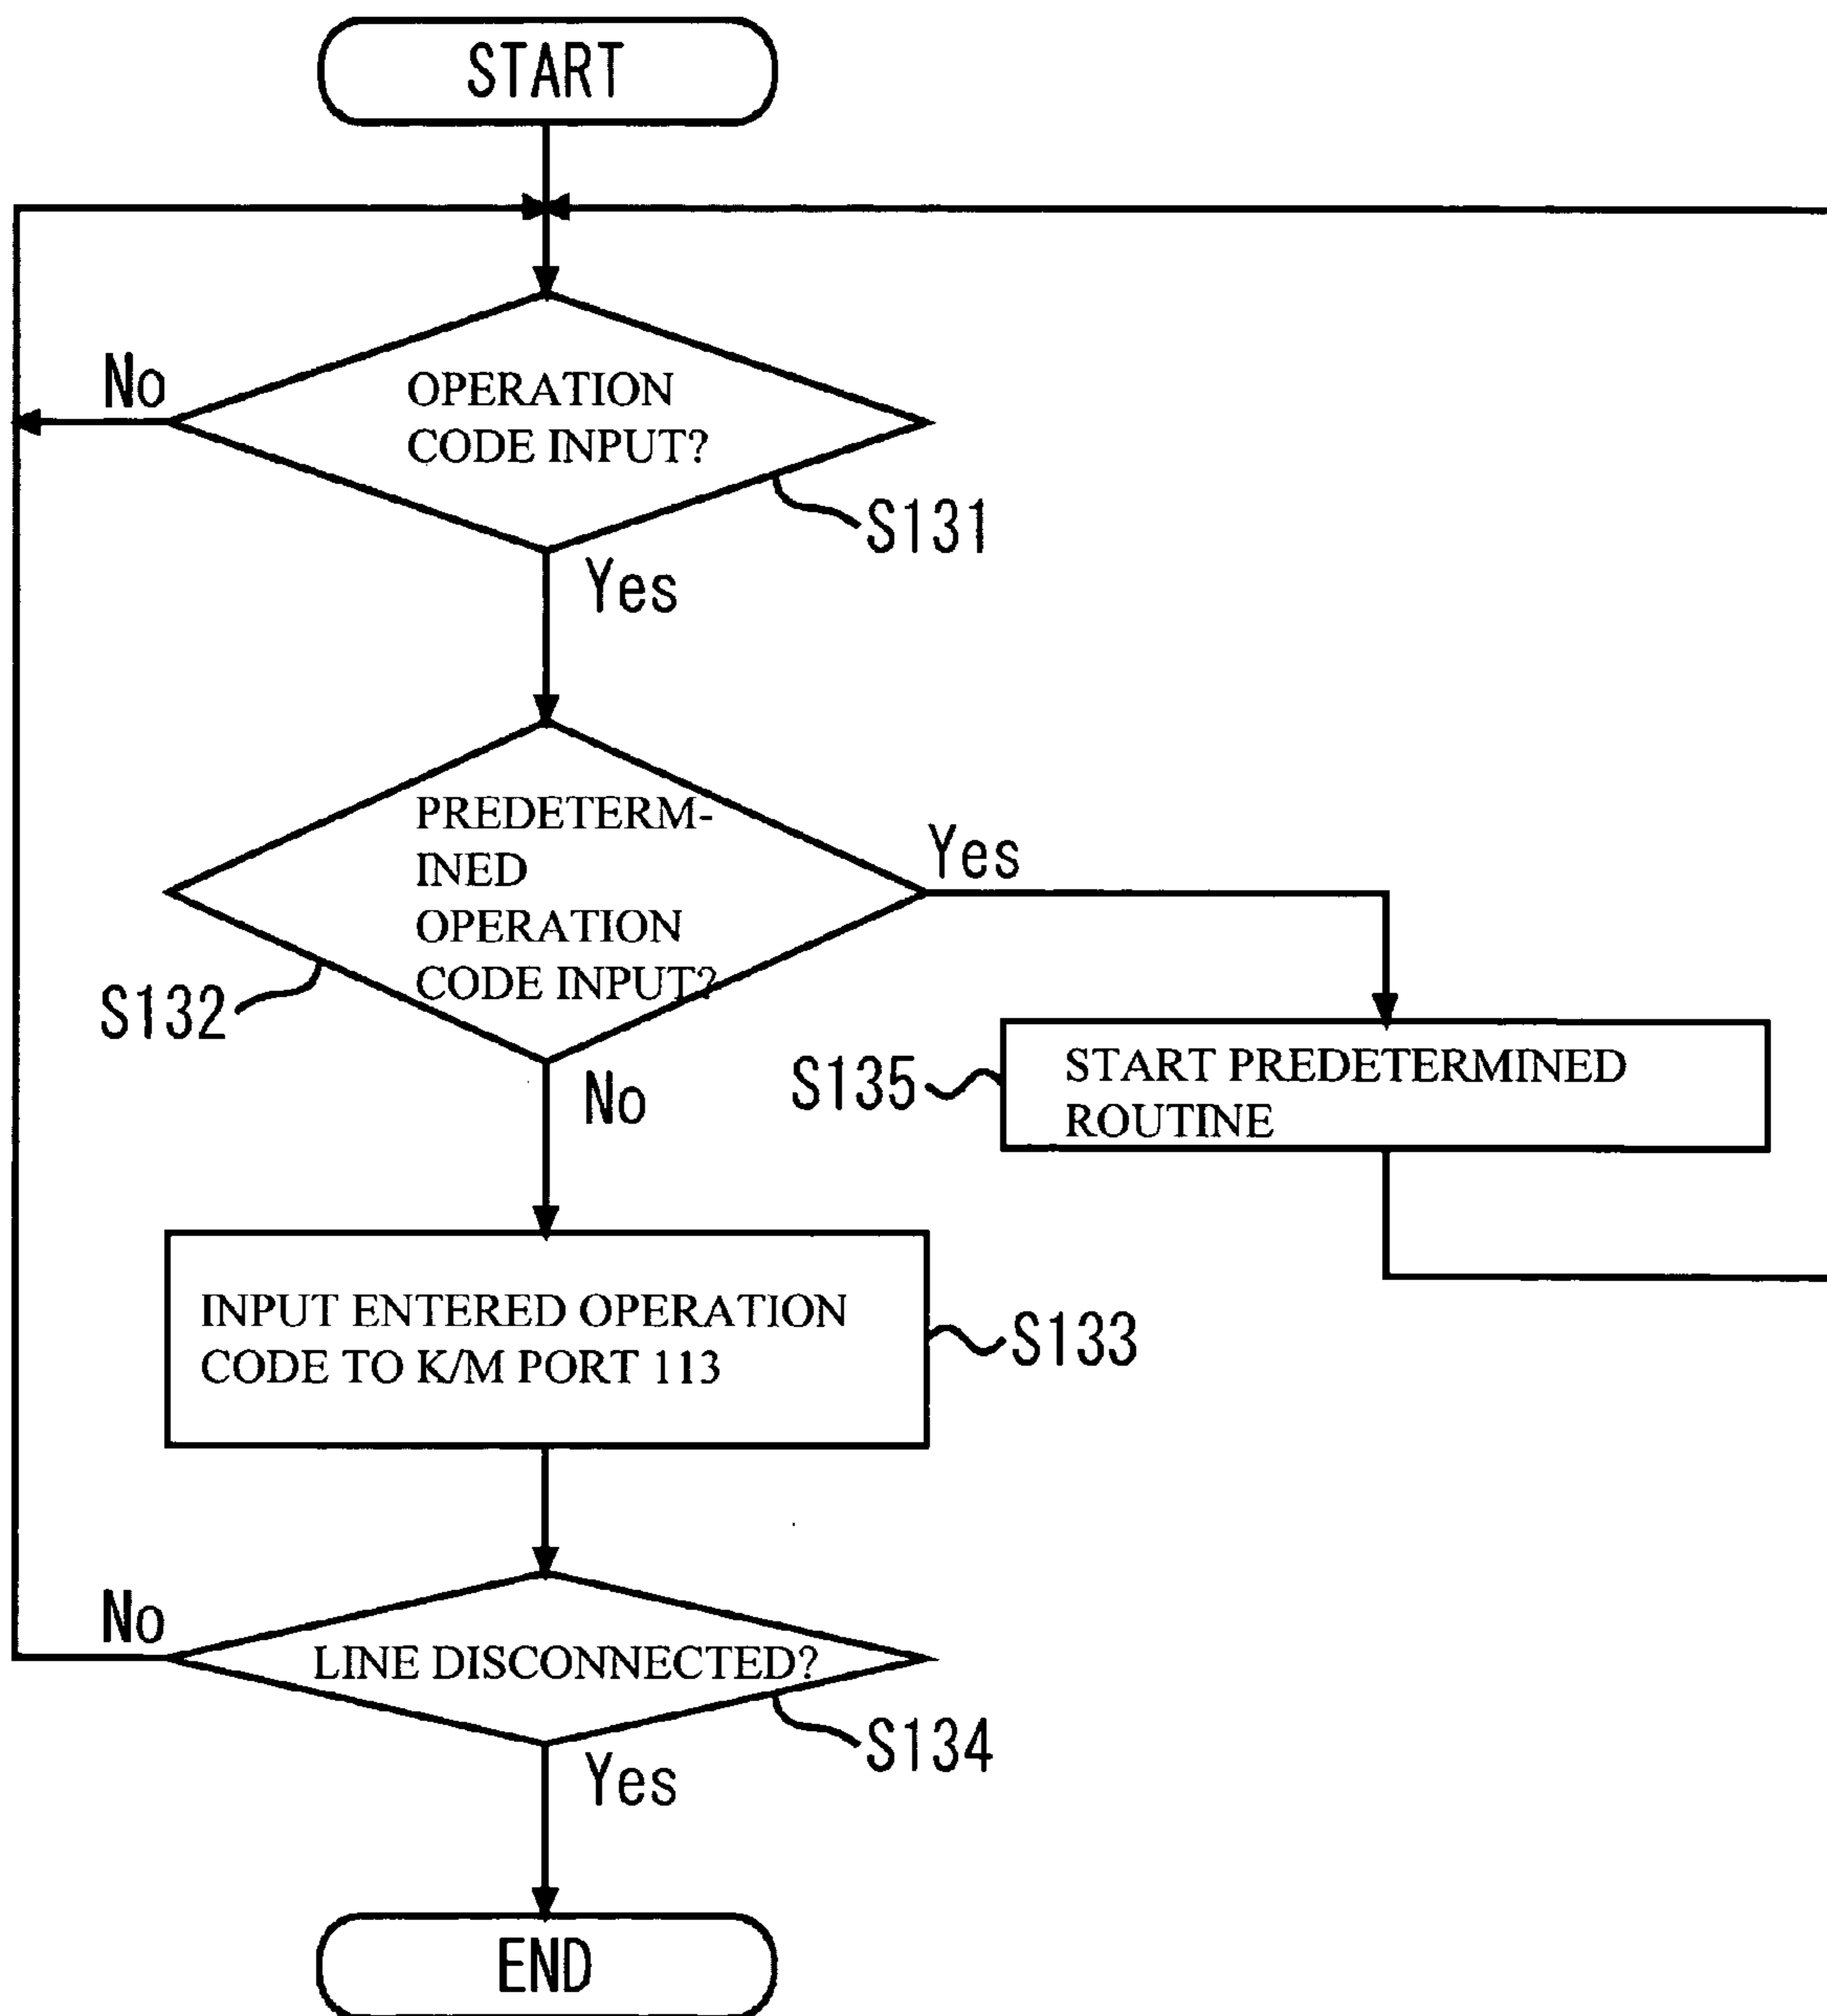 START
No
OPERATION
CODE INPUT?
S131
Yes
PREDETERM-
INED
OPERATION
CODE INPUT?
Yes
S132
No
S135
START PREDETERMINED
ROUTINE
INPUT ENTERED OPERATION
CODE TO K/M PORT 113
S133
No
LINE DISCONNECTED?
S134
Yes
END